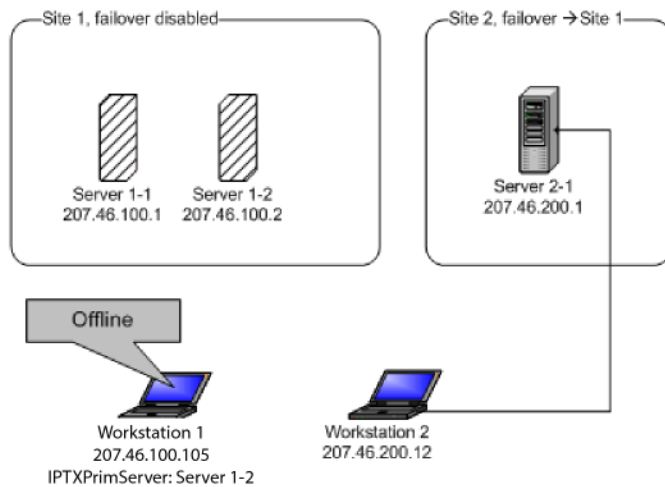 Site 1, failover disabled
Site 2, failover → Site 1
Server 1-1
207.46.100.1
Server 1-2
207.46.100.2
Server 2-1
207.46.200.1
Offline
Workstation 1
207.46.100.105
IPTXPrimServer: Server 1-2
Workstation 2
207.46.200.12